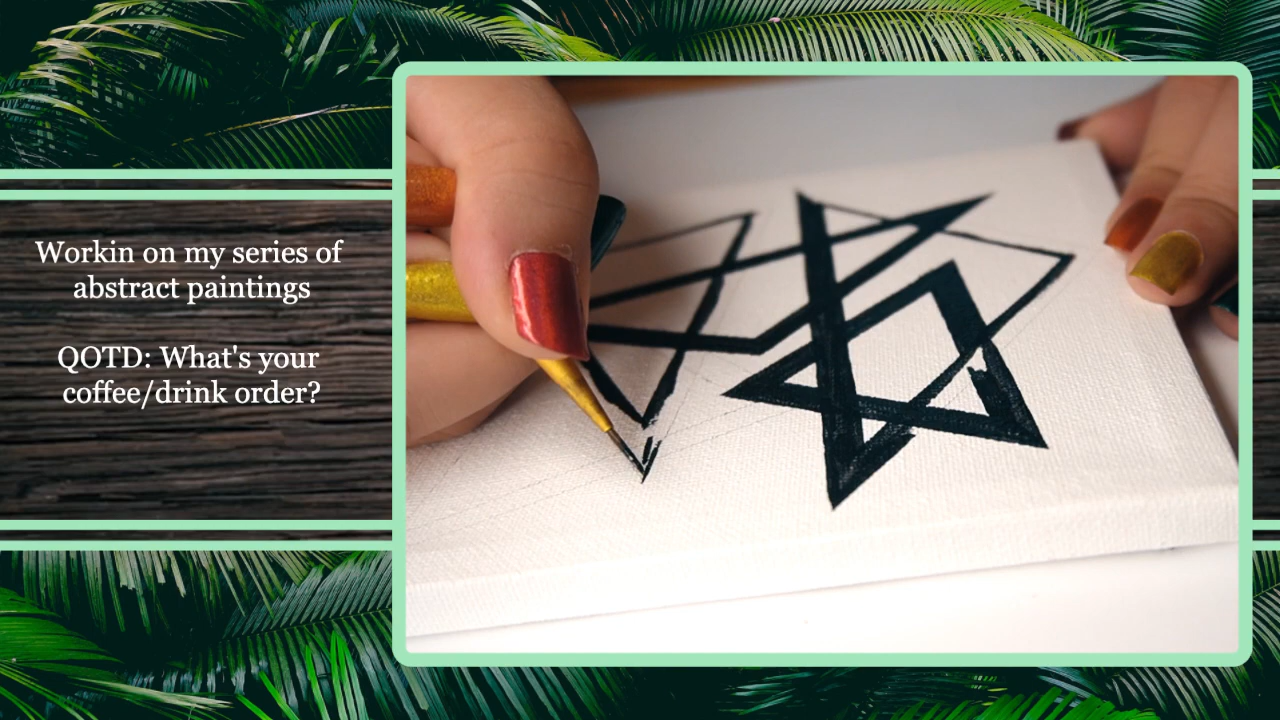 Workin on my series of
abstract paintings
QOTD: What's your
coffee/drink order?